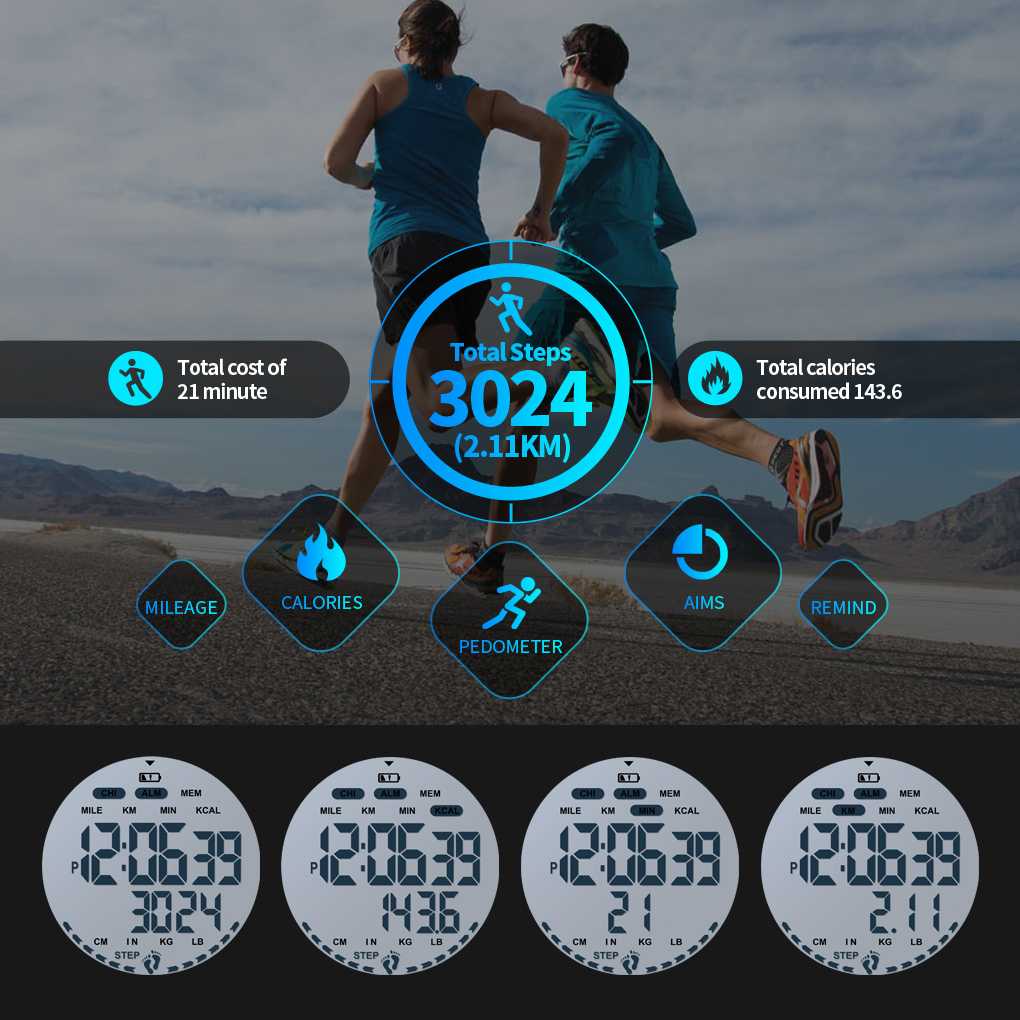 Total Steps
3024
(2.11KM)
Total cost of
21 minute
Total calories
consumed 143.6
MILEAGE
CALORIES
PEDOMETER
AIMS
REMIND
CHI ALM MEM
MILE KM MIN KCAL
P 12:06 39
3024
CM IN KG LB
STEP
CHI ALM MEM
MILE KM MIN KCAL
P 12:06 39
143.6
CM IN KG LB
STEP
CHI ALM MEM
MILE KM MIN KCAL
P 12:06 39
21
CM IN KG LB
STEP
CHI ALM MEM
MILE KM MIN KCAL
P 12:06 39
2.11
CM IN KG LB
STEP